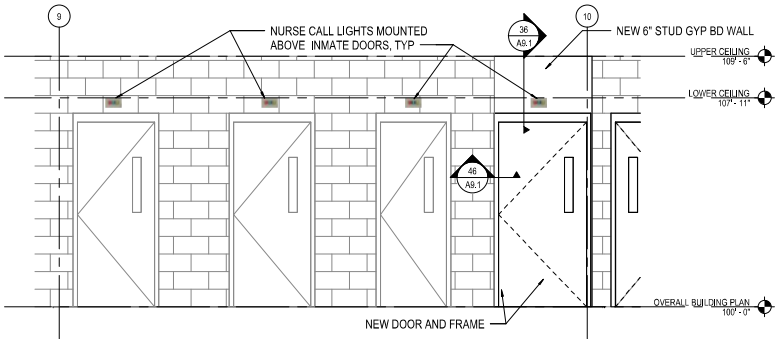 9
NURSE CALL LIGHTS MOUNTED
ABOVE INMATE DOORS, TYP
36
A9.1
10
NEW 6" STUD GYP BD WALL
UPPER CEILING
109' - 6"
LOWER CEILING
107' - 11"
46
A9.1
OVERALL BUILDING PLAN
100' - 0"
NEW DOOR AND FRAME